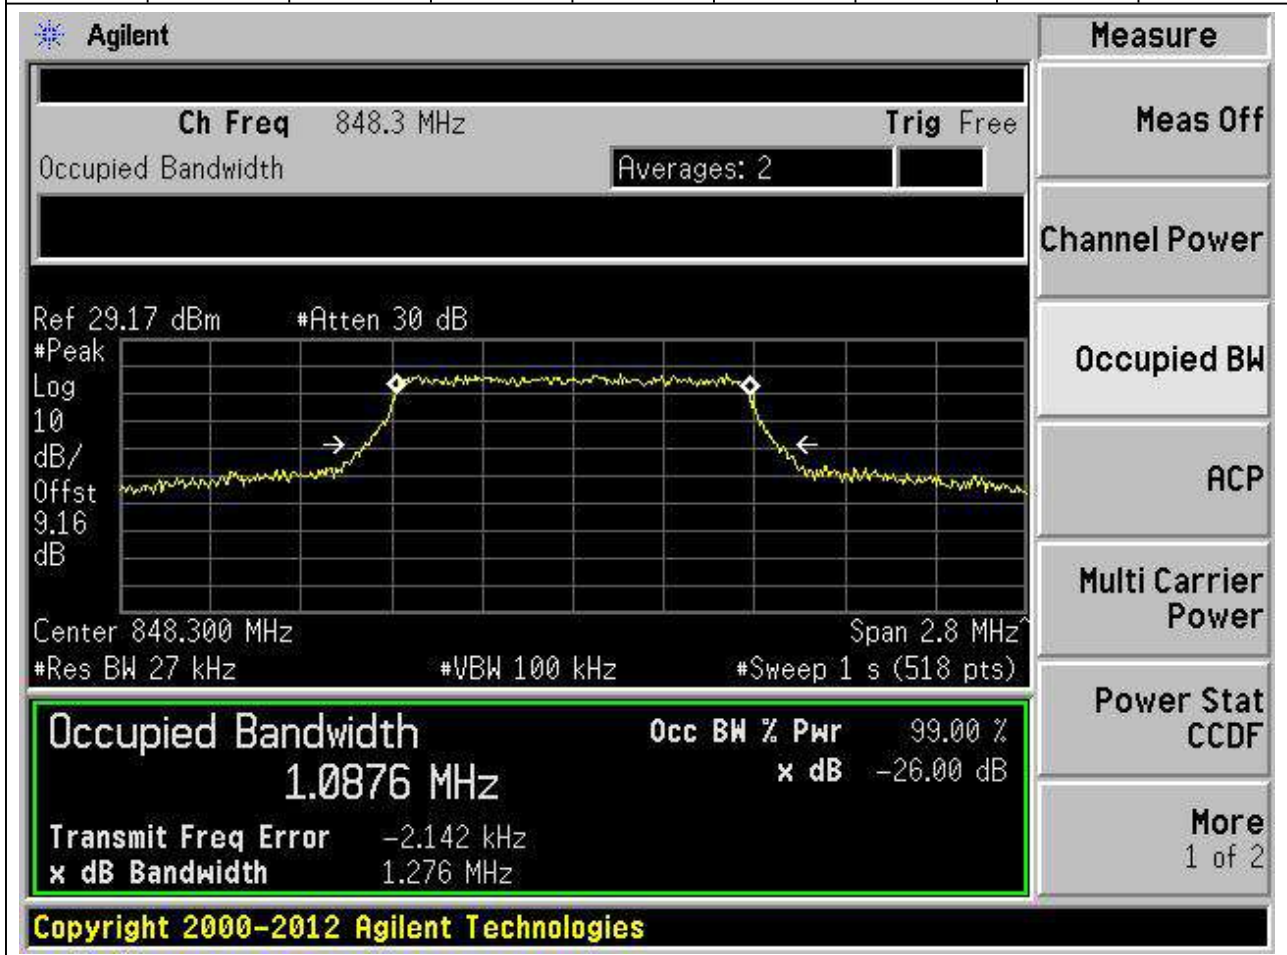 Agilent
Measure
Ch Freq 848.3 MHz Trig Free
Occupied Bandwidth Averages: 2
Meas Off
Channel Power
Ref 29.17 dBm #Atten 30 dB
#Peak
Log
10
dB/
Offst
9.16
dB
Occupied BW
ACP
Center 848.300 MHz Span 2.8 MHz^
#Res BW 27 kHz #VBW 100 kHz #Sweep 1 s (518 pts)
Multi Carrier
Power
Occupied Bandwidth Occ BW % Pwr 99.00 %
1.0876 MHz x dB -26.00 dB
Transmit Freq Error -2.142 kHz
x dB Bandwidth 1.276 MHz
Power Stat
CCDF
More
1 of 2
Copyright 2000-2012 Agilent Technologies